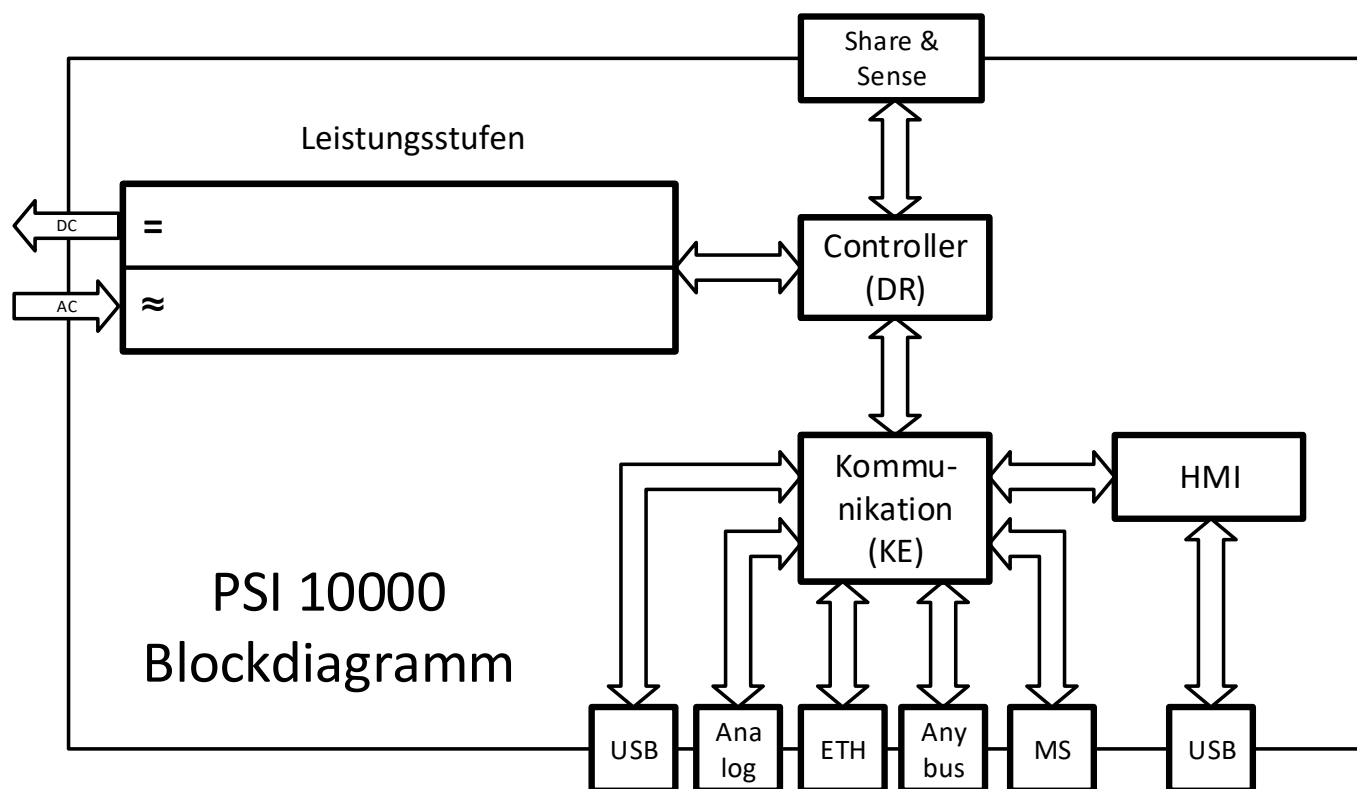 Share &
Sense
Leistungsstufen
DC
=
Controller
(DR)
AC
≈
Kommu-
nikation
(KE)
HMI
PSI 10000
Blockdiagramm
USB
Ana
log
ETH
Any
bus
MS
USB